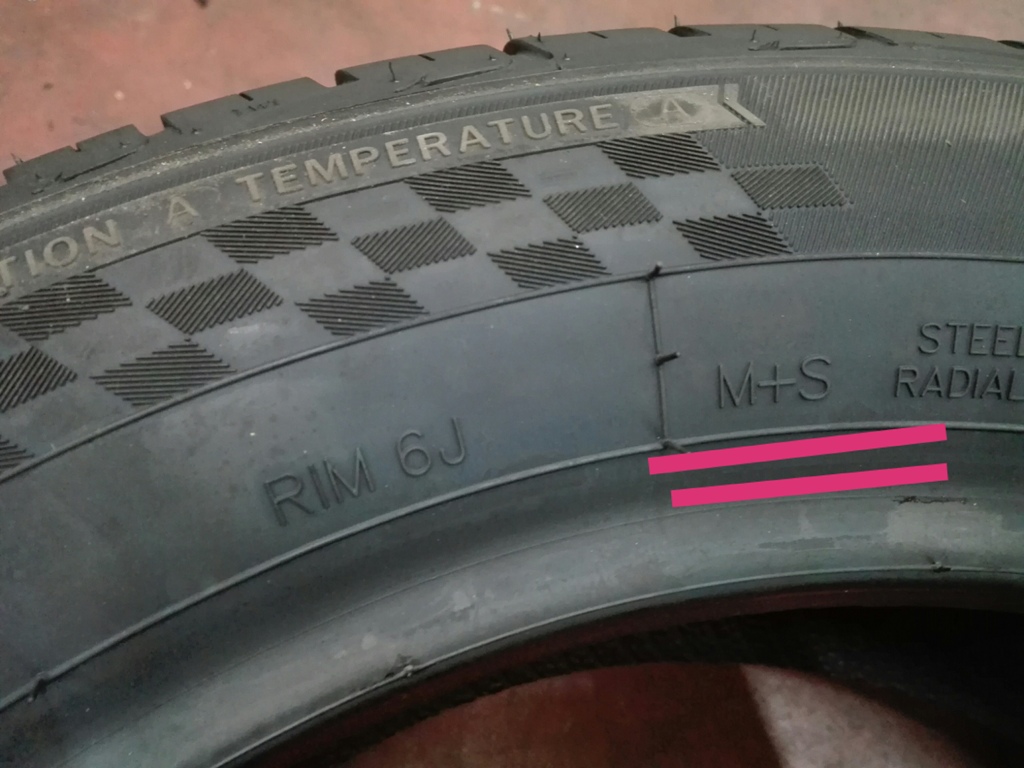 TION A TEMPERATURE A
RIM 6J
M+S
STEEL
RADIAL